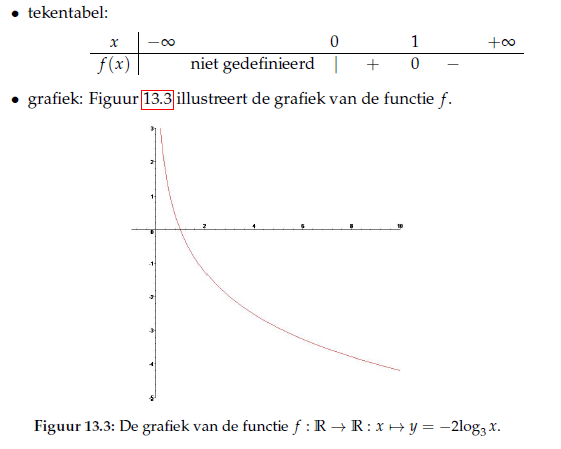 • tekentabel:
x −∞ 0 1 +∞
f(x) niet gedefinieerd | + 0 −
• grafiek: Figuur 13.3 illustreert de grafiek van de functie f.
3
2
1
0 2 4 6 8 10
-1
-2
-3
-4
-5
Figuur 13.3: De grafiek van de functie f : ℝ → ℝ : x ↦ y = −2log₃ x.